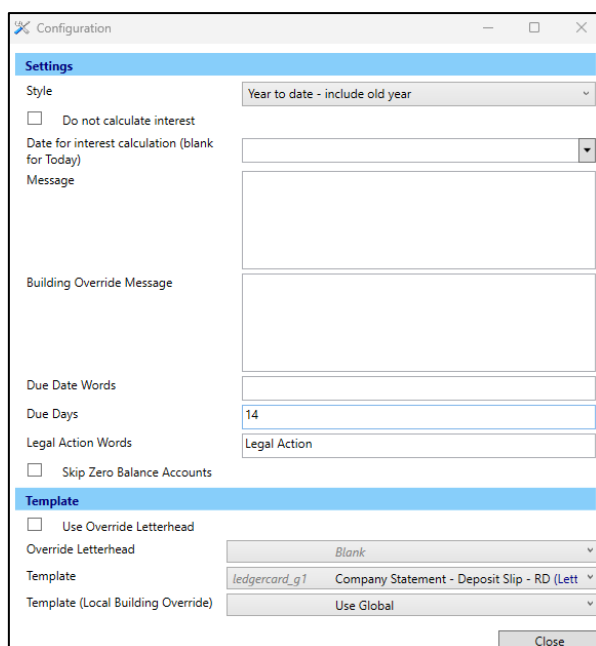 Configuration
Settings
Style
Year to date - include old year
Do not calculate interest
Date for interest calculation (blank
for Today)
Message
Building Override Message
Due Date Words
Due Days
14
Legal Action Words
Legal Action
Skip Zero Balance Accounts
Template
Use Override Letterhead
Override Letterhead
Blank
Template
ledgercard_g1 Company Statement - Deposit Slip - RD (Lett
Template (Local Building Override)
Use Global
Close